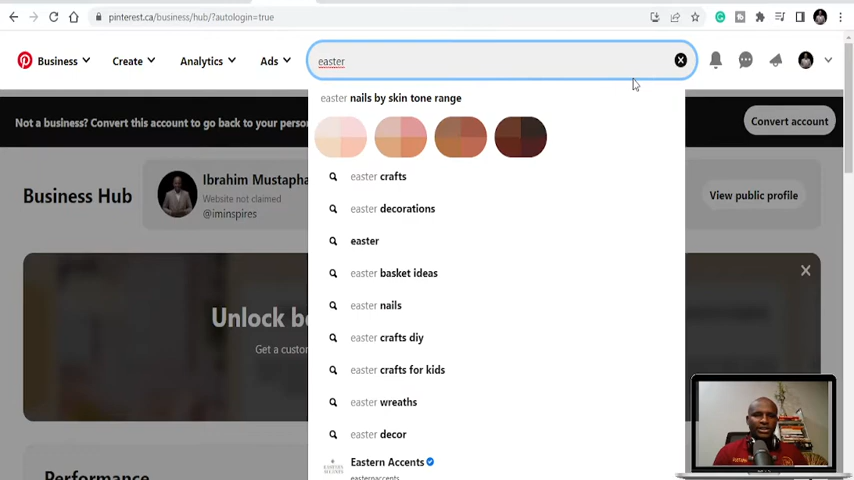 pinterest.ca/business/hub/?autologin=true
Business Create Analytics Ads easter
easter nails by skin tone range
Not a business? Convert this account to go back to your person
Convert account
easter crafts
Business Hub
Ibrahim Mustapha
Website not claimed
@iminspires
View public profile
easter decorations
easter
easter basket ideas
easter nails
Unlock b
Get a custom
easter crafts diy
easter crafts for kids
easter wreaths
easter decor
Eastern Accents
easternaccents
Performance